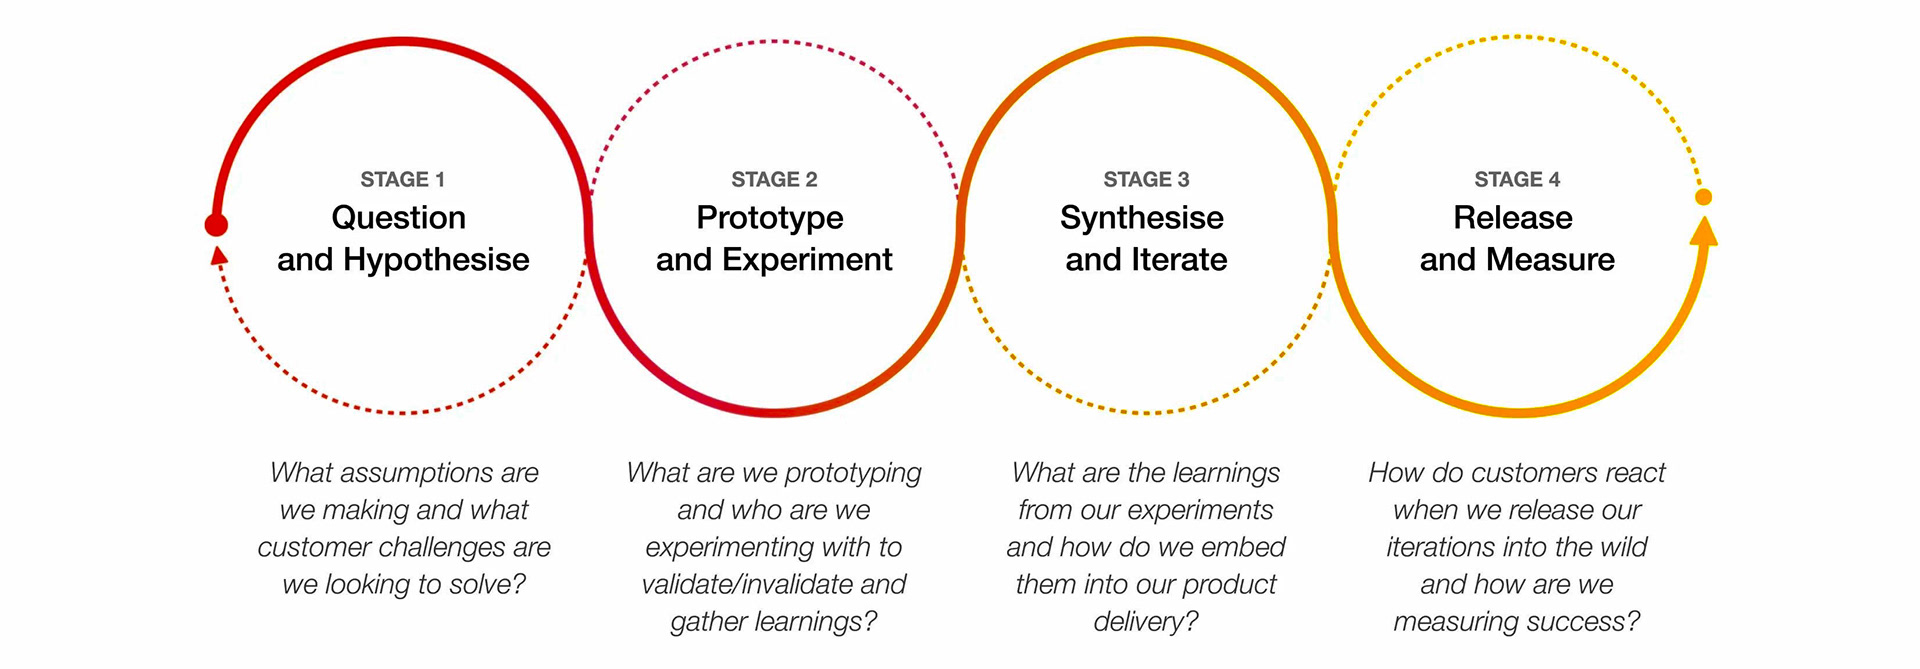 STAGE 1
Question
and Hypothesise
STAGE 2
Prototype
and Experiment
STAGE 3
Synthesise
and Iterate
STAGE 4
Release
and Measure
What assumptions are
we making and what
customer challenges are
we looking to solve?
What are we prototyping
and who are we
experimenting with to
validate/invalidate and
gather learnings?
What are the learnings
from our experiments
and how do we embed
them into our product
delivery?
How do customers react
when we release our
iterations into the wild
and how are we
measuring success?